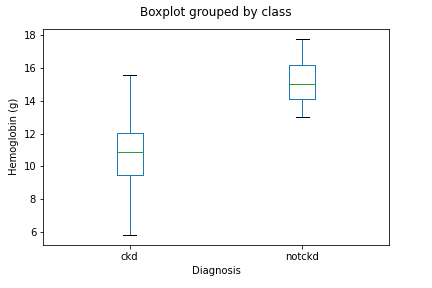 Boxplot grouped by class
18
16
14
12
10
8
6
Hemoglobin (g)
ckd
notckd
Diagnosis